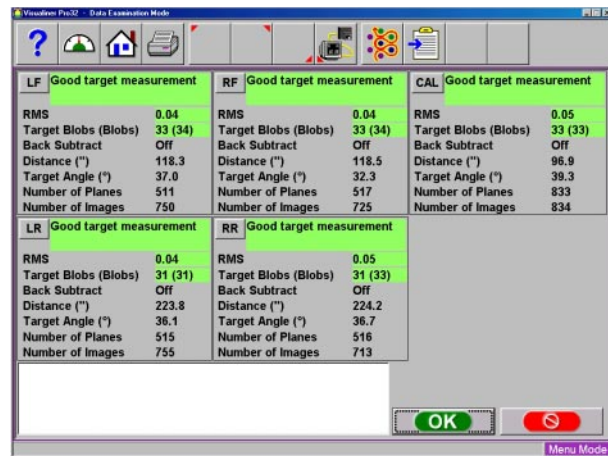 Visualiner Pro32 - Data Examination Mode
LF Good target measurement
RMS 0.04
Target Blobs (Blobs) 33 (34)
Back Subtract Off
Distance (") 118.3
Target Angle (°) 37.0
Number of Planes 511
Number of Images 750
RF Good target measurement
RMS 0.04
Target Blobs (Blobs) 33 (34)
Back Subtract Off
Distance (") 118.5
Target Angle (°) 32.3
Number of Planes 517
Number of Images 725
CAL Good target measurement
RMS 0.05
Target Blobs (Blobs) 33 (33)
Back Subtract Off
Distance (") 96.9
Target Angle (°) 39.3
Number of Planes 833
Number of Images 834
LR Good target measurement
RMS 0.04
Target Blobs (Blobs) 31 (31)
Back Subtract Off
Distance (") 223.8
Target Angle (°) 36.1
Number of Planes 515
Number of Images 755
RR Good target measurement
RMS 0.05
Target Blobs (Blobs) 31 (33)
Back Subtract Off
Distance (") 224.2
Target Angle (°) 36.7
Number of Planes 516
Number of Images 713
OK
Menu Mode